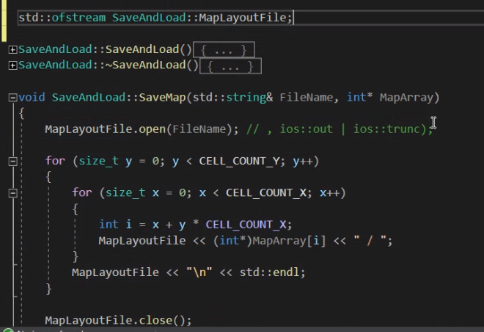 std::ofstream SaveAndLoad::MapLayoutFile;
SaveAndLoad::SaveAndLoad() { ... }
SaveAndLoad::~SaveAndLoad() { ... }
void SaveAndLoad::SaveMap(std::string& FileName, int* MapArray)
{
MapLayoutFile.open(FileName); // , ios::out | ios::trunc);
for (size_t y = 0; y < CELL_COUNT_Y; y++)
{
for (size_t x = 0; x < CELL_COUNT_X; x++)
{
int i = x + y * CELL_COUNT_X;
MapLayoutFile << (int*)MapArray[i] << " / ";
}
MapLayoutFile << "\n" << std::endl;
}
MapLayoutFile.close();